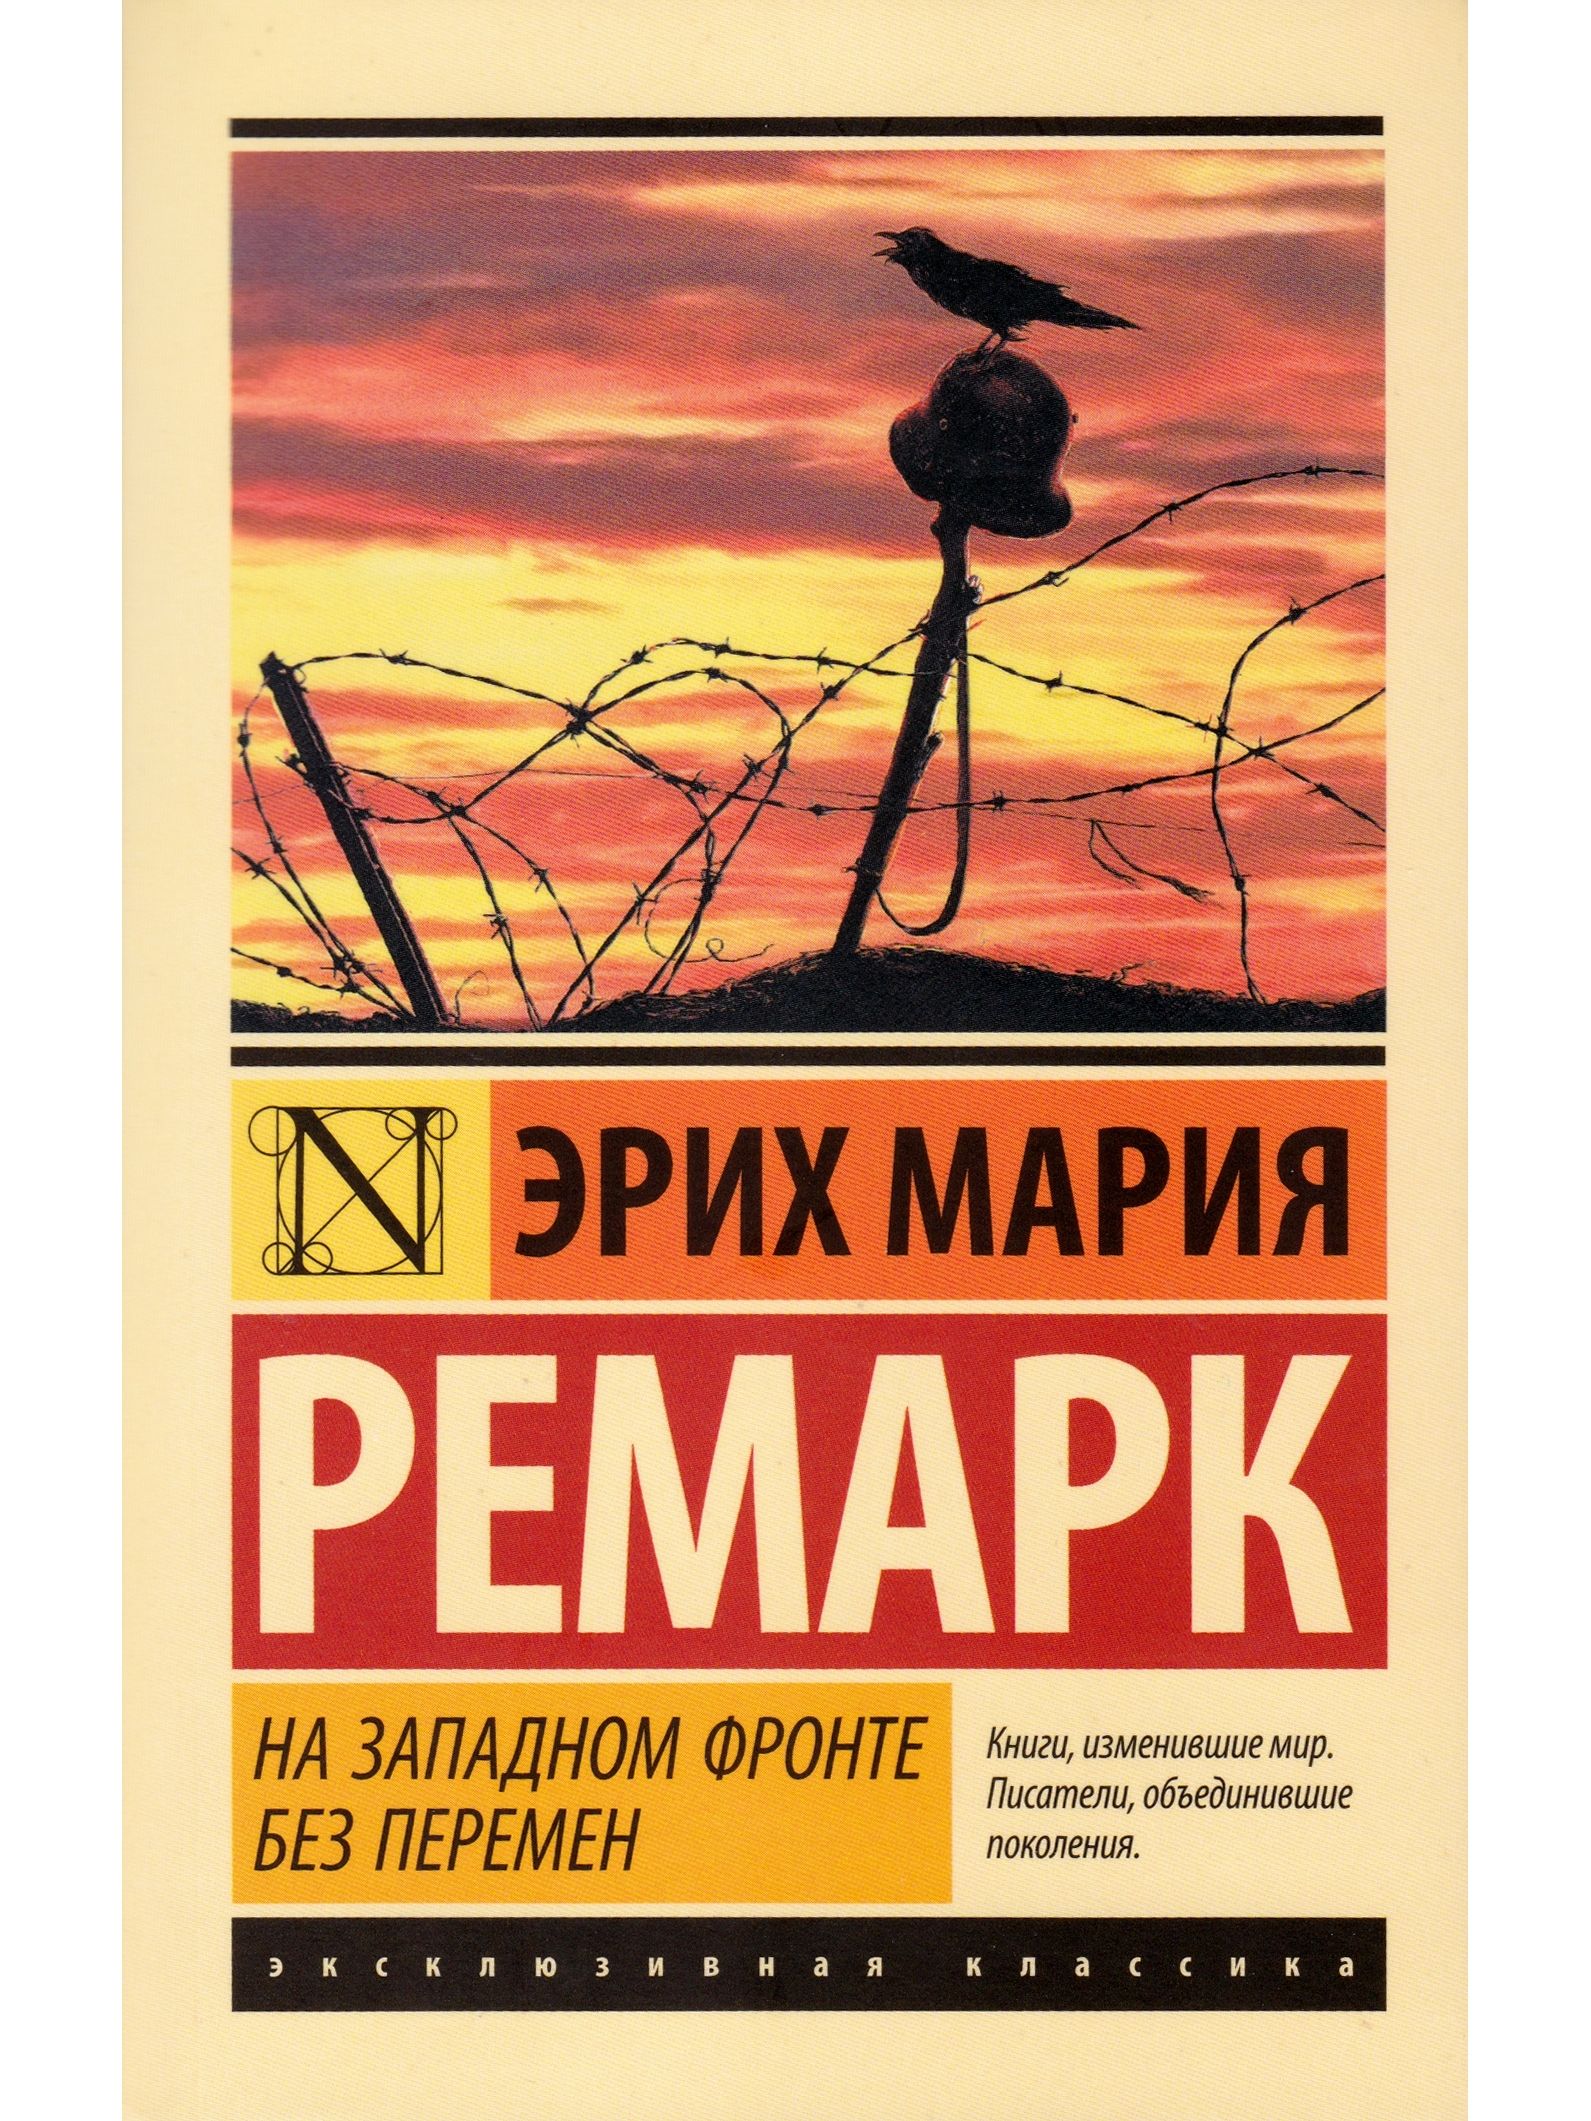 N
ЭРИХ МАРИЯ
РЕМАРК
НА ЗАПАДНОМ ФРОНТЕ
БЕЗ ПЕРЕМЕН
Книги, изменившие мир.
Писатели, объединившие
поколения.
эксклюзивная классика